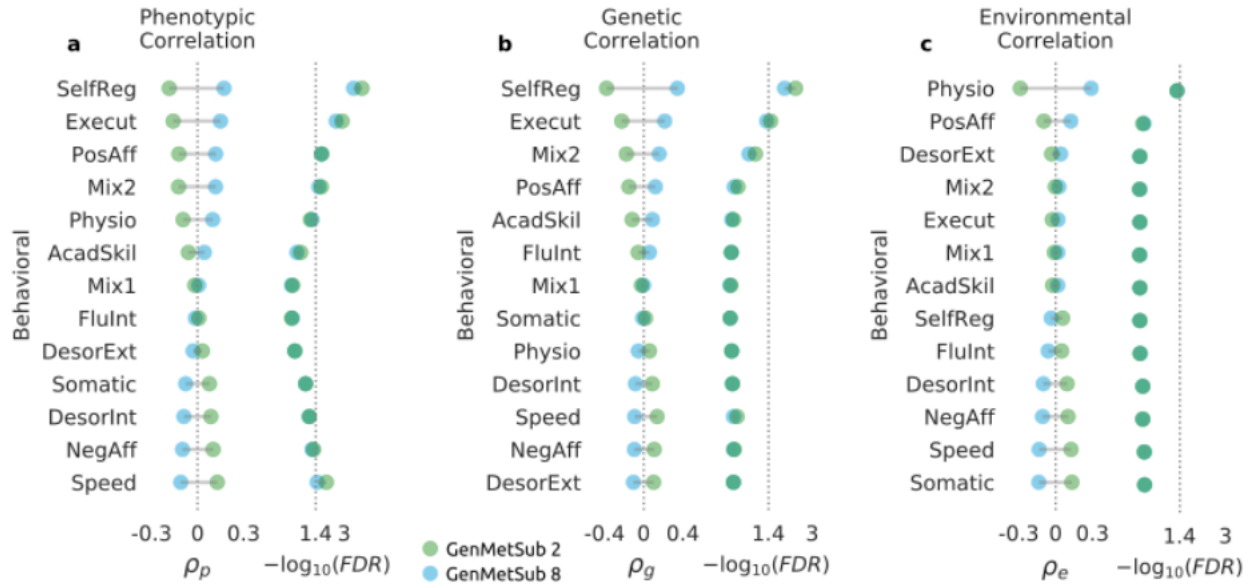 Phenotypic
Correlation
a
SelfReg
Execut
PosAff
Mix2
Physio
AcadSkil
Mix1
FluInt
DesorExt
Somatic
DesorInt
NegAff
Speed
Behavioral
-0.3 0 0.3 1.4 3
ρp −log10(FDR)
Genetic
Correlation
b
SelfReg
Execut
Mix2
PosAff
AcadSkil
FluInt
Mix1
Somatic
Physio
DesorInt
Speed
NegAff
DesorExt
Behavioral
-0.4 0 0.4 1.4 3
ρg −log10(FDR)
Environmental
Correlation
c
Physio
PosAff
DesorExt
Mix2
Execut
Mix1
AcadSkil
SelfReg
FluInt
DesorInt
NegAff
Speed
Somatic
Behavioral
0 0.3 1.4 3
ρe −log10(FDR)
GenMetSub 2
GenMetSub 8